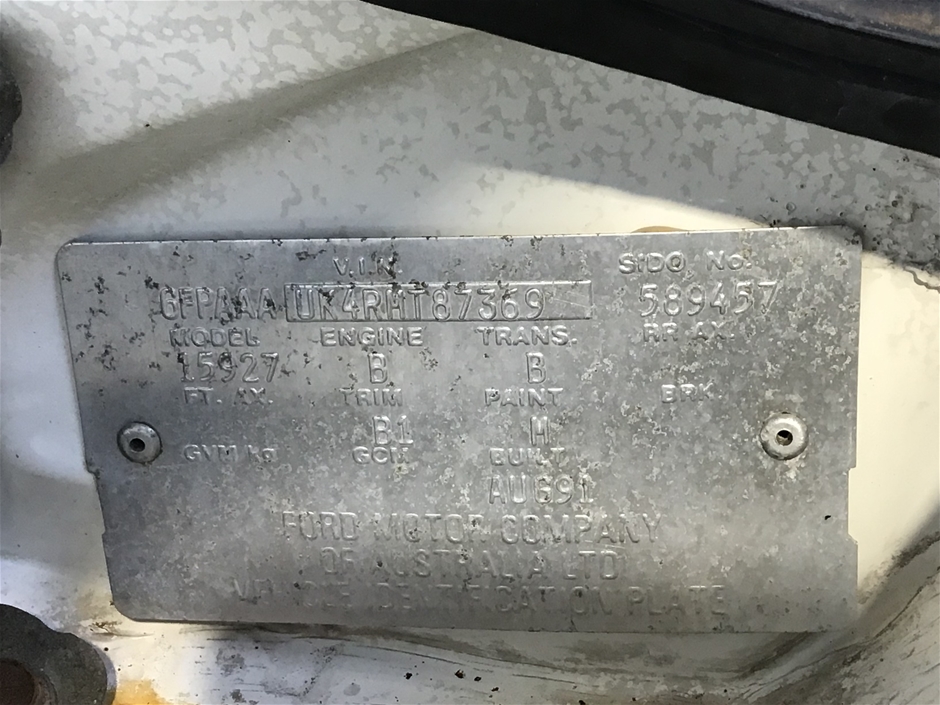 V.I.N. SIDO No.
6FPAAA UK4RMT87369 589457
MODEL ENGINE TRANS. RR AX.
15927 B B
FT. AX. TRIM PAINT BRK.
B1 H
GVM kg GCM BUILT
AUG91
FORD MOTOR COMPANY
OF AUSTRALIA LTD
VEHICLE IDENTIFICATION PLATE